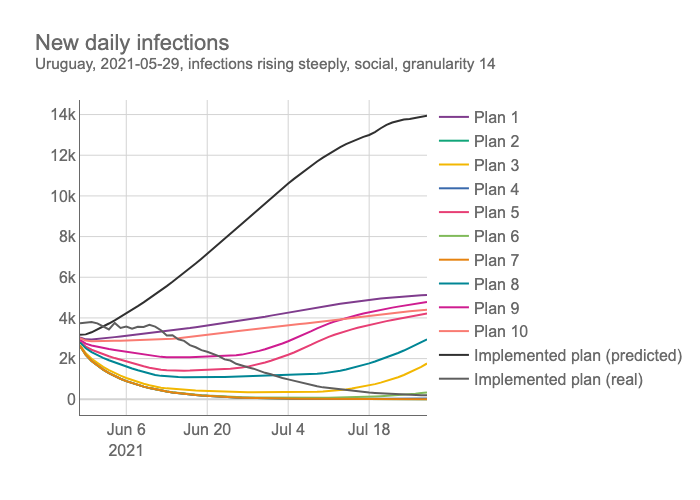 New daily infections
Uruguay, 2021-05-29, infections rising steeply, social, granularity 14
14k
12k
10k
8k
6k
4k
2k
0
Jun 6
2021
Jun 20
Jul 4
Jul 18
Plan 1
Plan 2
Plan 3
Plan 4
Plan 5
Plan 6
Plan 7
Plan 8
Plan 9
Plan 10
Implemented plan (predicted)
Implemented plan (real)